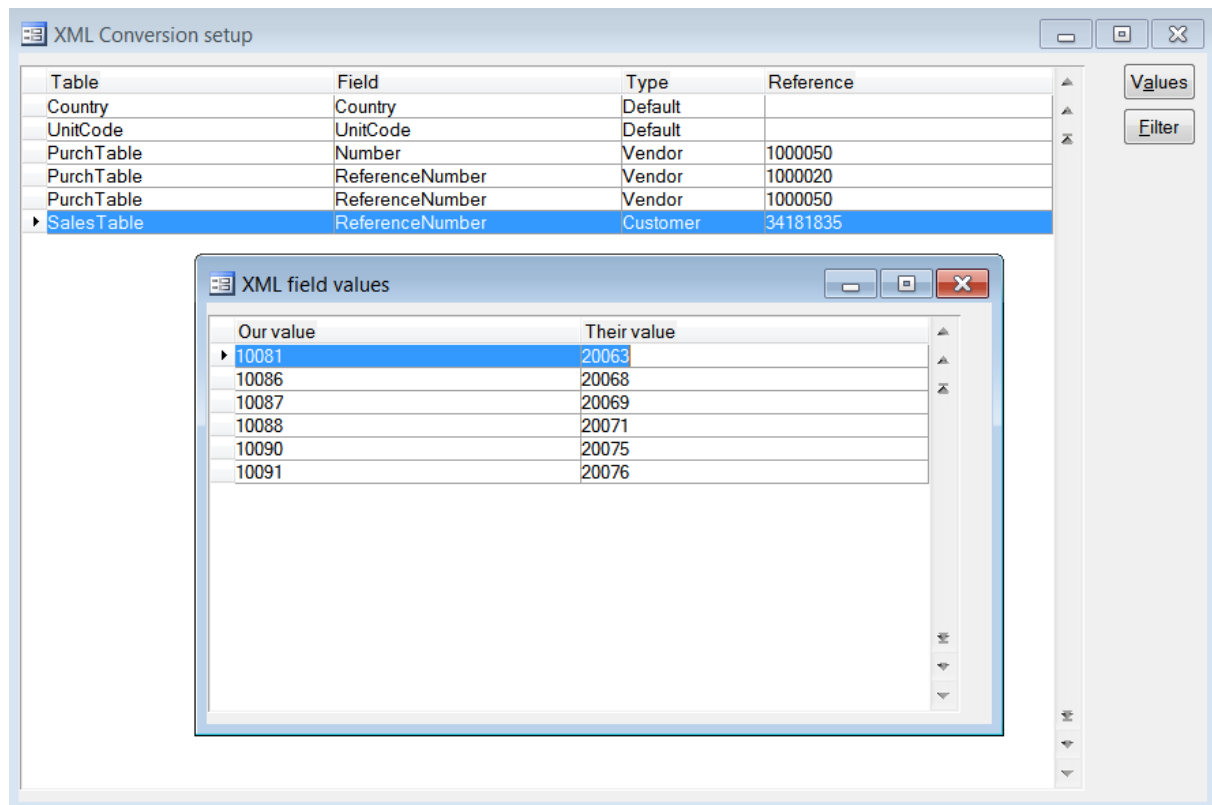 XML Conversion setup
Table Field Type Reference Values
Country Country Default
UnitCode UnitCode Default Filter
PurchTable Number Vendor 1000050
PurchTable ReferenceNumber Vendor 1000020
PurchTable ReferenceNumber Vendor 1000050
SalesTable ReferenceNumber Customer 34181835
XML field values
Our value Their value
10081 20063
10086 20068
10087 20069
10088 20071
10090 20075
10091 20076